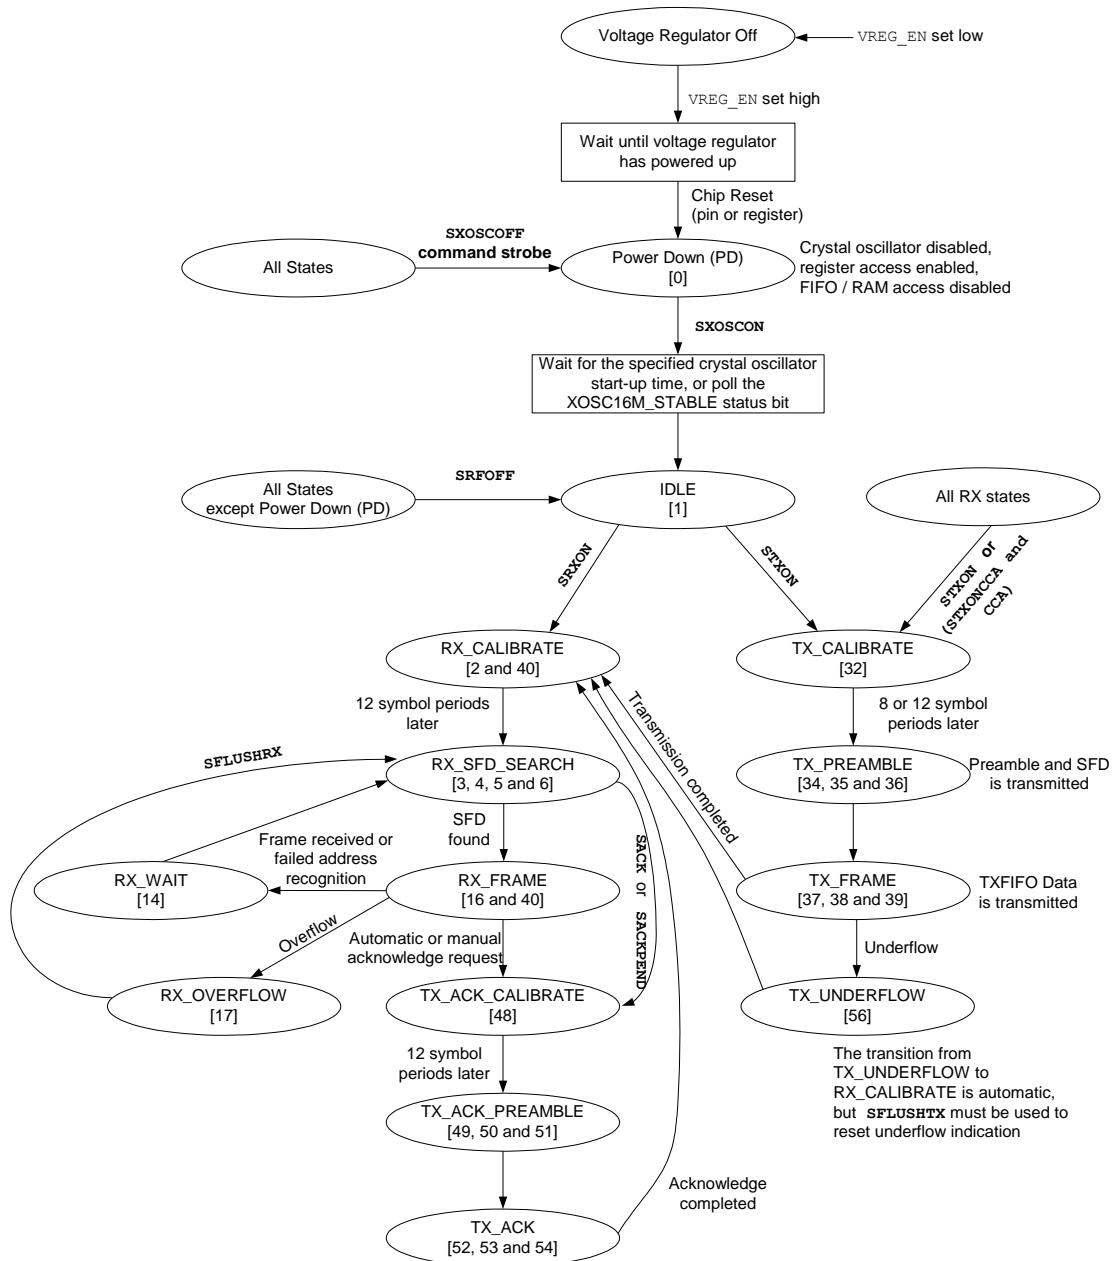 Voltage Regulator Off
VREG_EN set low
VREG_EN set high
Wait until voltage regulator
has powered up
Chip Reset
(pin or register)
SXOSCOFF
command strobe
All States
Power Down (PD)
[0]
Crystal oscillator disabled,
register access enabled,
FIFO / RAM access disabled
SXOSCON
Wait for the specified crystal oscillator
start-up time, or poll the
XOSC16M_STABLE status bit
All States
except Power Down (PD)
SRFOFF
IDLE
[1]
All RX states
SRXON
STXON
STXON or
(STXONCCA and
CCA)
RX_CALIBRATE
[2 and 40]
TX_CALIBRATE
[32]
12 symbol periods
later
8 or 12 symbol
periods later
Transmission completed
SFLUSHRX
RX_SFD_SEARCH
[3, 4, 5 and 6]
TX_PREAMBLE
[34, 35 and 36]
Preamble and SFD
is transmitted
SFD
found
Frame received or
failed address
recognition
SACK or SACKPEND
RX_WAIT
[14]
RX_FRAME
[16 and 40]
TX_FRAME
[37, 38 and 39]
TXFIFO Data
is transmitted
Overflow
Automatic or manual
acknowledge request
Underflow
RX_OVERFLOW
[17]
TX_ACK_CALIBRATE
[48]
TX_UNDERFLOW
[56]
12 symbol
periods later
The transition from
TX_UNDERFLOW to
RX_CALIBRATE is automatic,
but SFLUSHTX must be used to
reset underflow indication
TX_ACK_PREAMBLE
[49, 50 and 51]
Acknowledge
completed
TX_ACK
[52, 53 and 54]